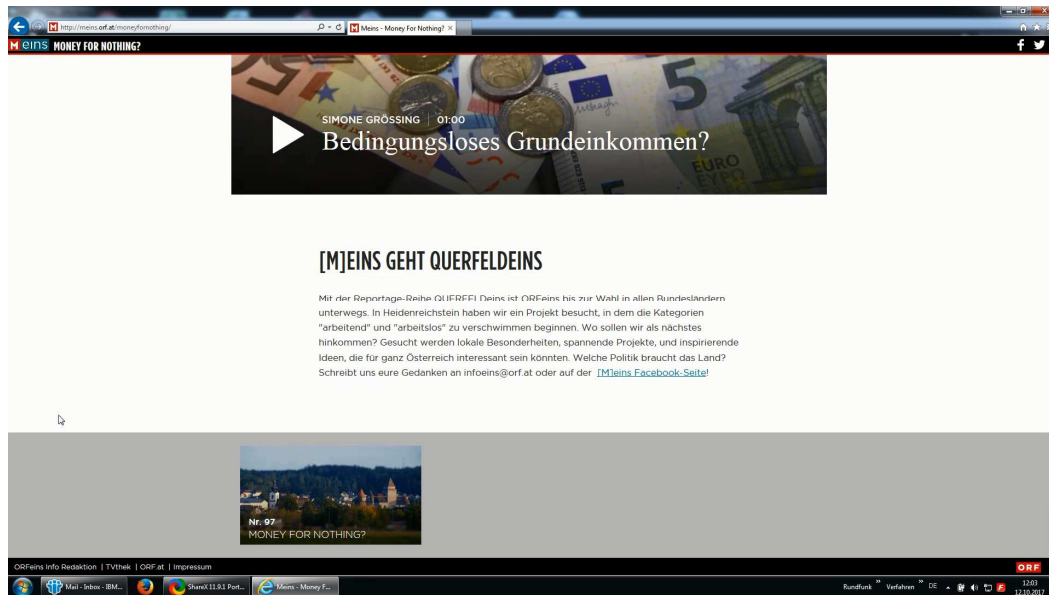 http://meins.orf.at/moneyfornothing/
Meins - Money For Nothing?
M eins MONEY FOR NOTHING?
SIMONE GRÖSSING | 01:00
Bedingungsloses Grundeinkommen?
5
EURO
ΕΥΡΩ
[M]EINS GEHT QUERFELDEINS
Mit der Reportage-Reihe QUERFELDeins ist ORFeins bis zur Wahl in allen Bundesländern
unterwegs. In Heidenreichstein haben wir ein Projekt besucht, in dem die Kategorien
"arbeitend" und "arbeitslos" zu verschwimmen beginnen. Wo sollen wir als nächstes
hinkommen? Gesucht werden lokale Besonderheiten, spannende Projekte, und inspirierende
Ideen, die für ganz Österreich interessant sein könnten. Welche Politik braucht das Land?
Schreibt uns eure Gedanken an infoeins@orf.at oder auf der [M]eins Facebook-Seite!
Nr. 97
MONEY FOR NOTHING?
ORFeins Info Redaktion | TVthek | ORF.at | Impressum
ORF
Mail - Inbox - IBM...
ShareX 11.9.1 Port...
Meins - Money F...
Rundfunk » Verfahren » DE
12:03
12.10.2017